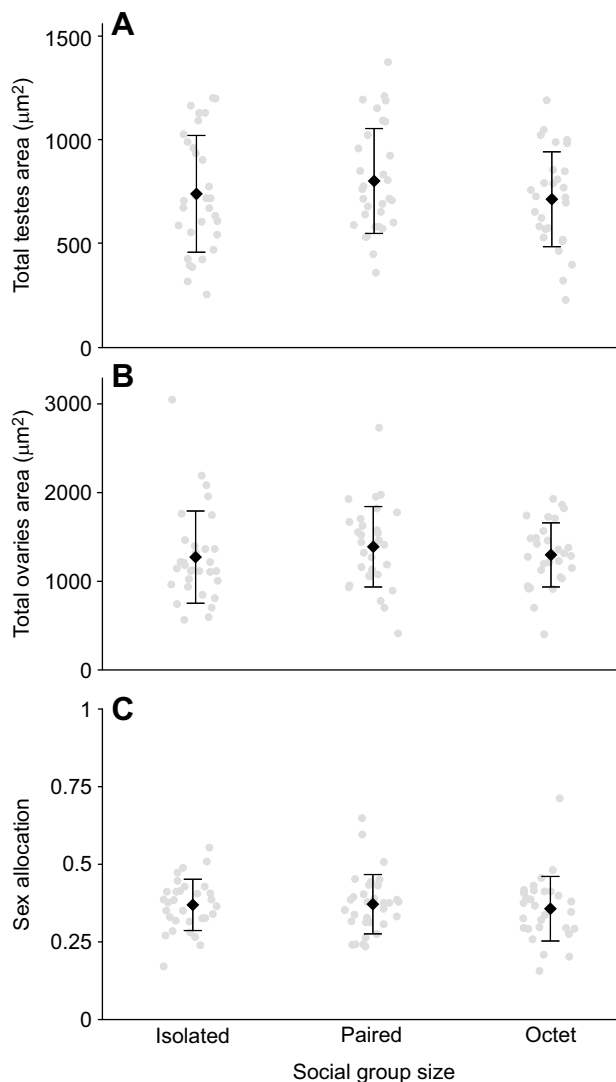 A
1500
1000
500
0
Total testes area (μm²)
B
3000
2000
1000
0
Total ovaries area (μm²)
C
1
0.75
0.5
0.25
0
Sex allocation
Isolated Paired Octet
Social group size